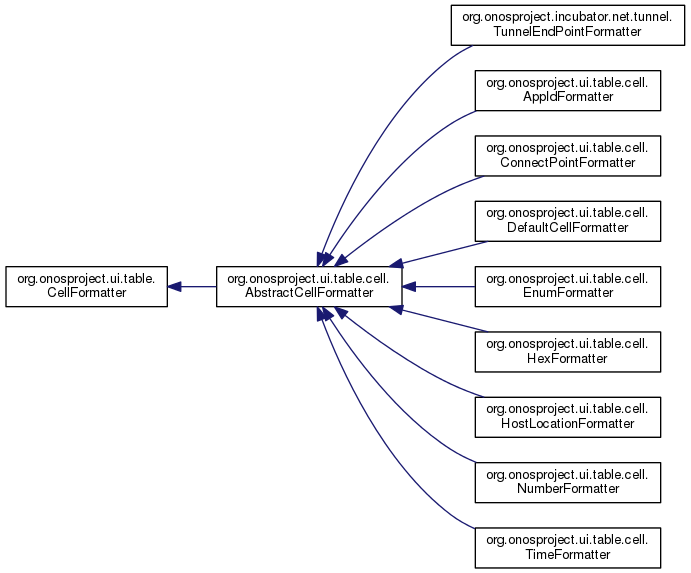 org.onosproject.incubator.net.tunnel.
TunnelEndPointFormatter
org.onosproject.ui.table.cell.
AppIdFormatter
org.onosproject.ui.table.cell.
ConnectPointFormatter
org.onosproject.ui.table.cell.
DefaultCellFormatter
org.onosproject.ui.table.
CellFormatter
org.onosproject.ui.table.cell.
AbstractCellFormatter
org.onosproject.ui.table.cell.
EnumFormatter
org.onosproject.ui.table.cell.
HexFormatter
org.onosproject.ui.table.cell.
HostLocationFormatter
org.onosproject.ui.table.cell.
NumberFormatter
org.onosproject.ui.table.cell.
TimeFormatter